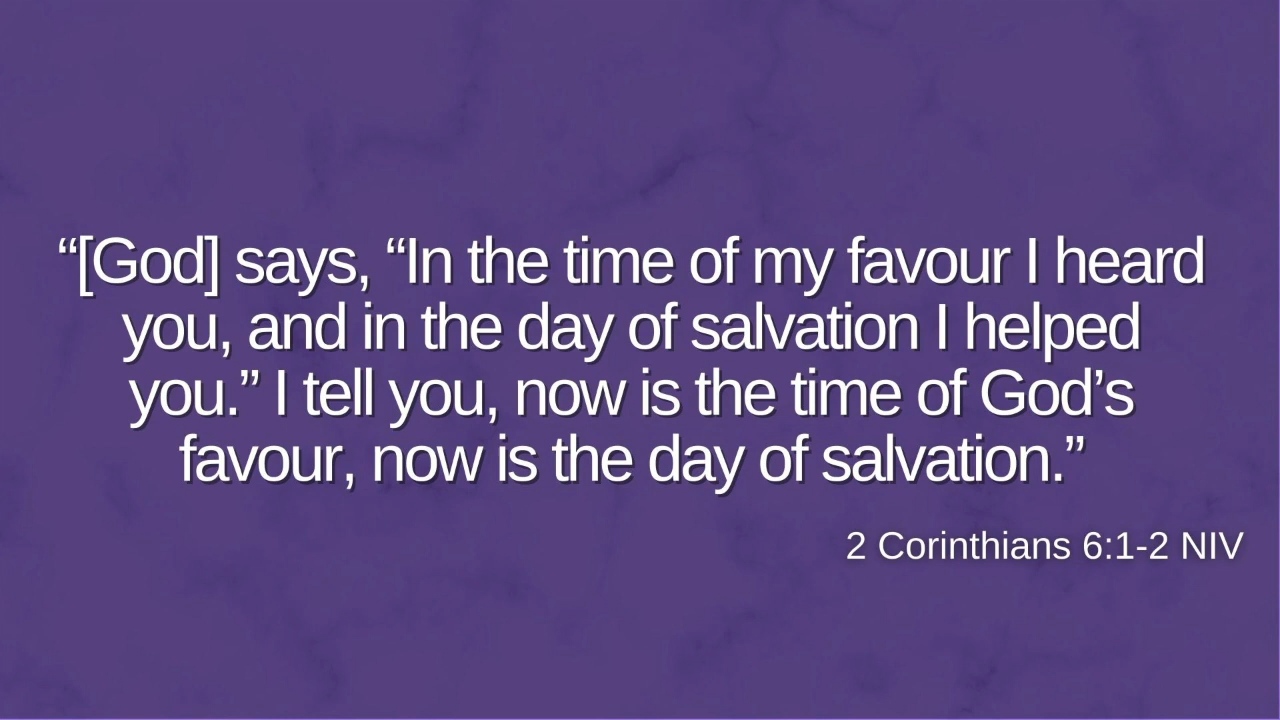 “[God] says, “In the time of my favour I heard
you, and in the day of salvation I helped
you.” I tell you, now is the time of God’s
favour, now is the day of salvation.”
2 Corinthians 6:1-2 NIV